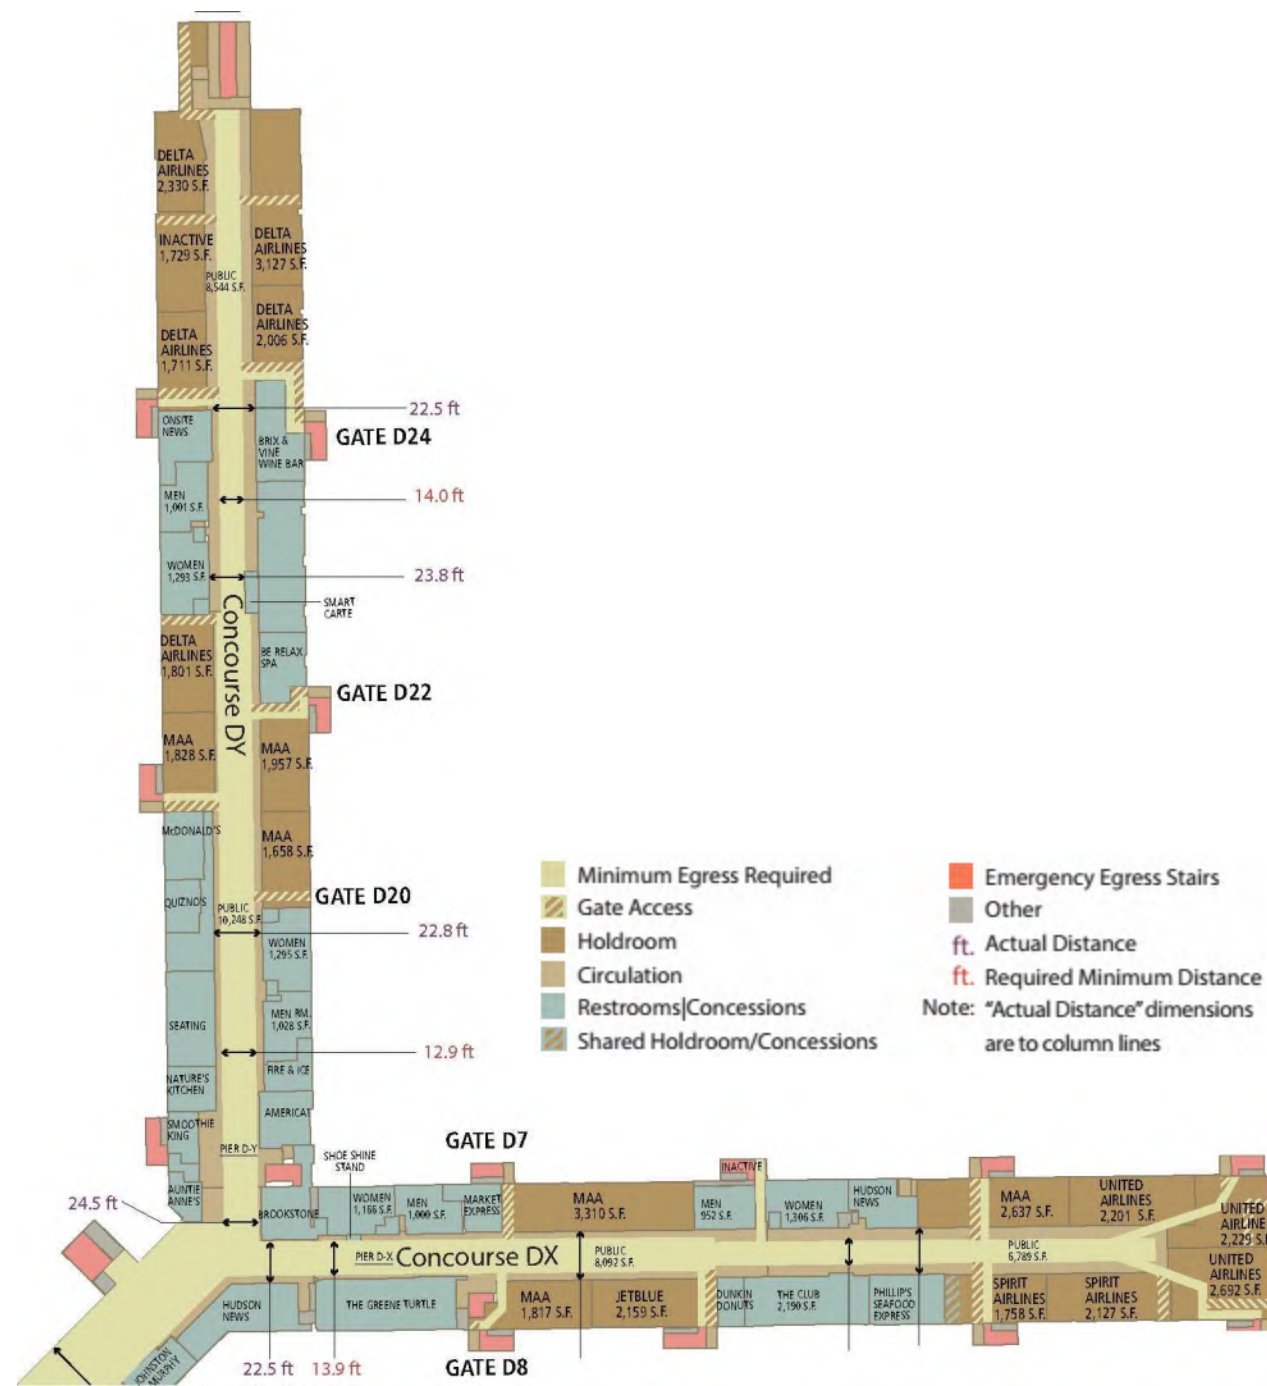 DELTA
AIRLINES
2,330 S.F.
INACTIVE
1,729 S.F.
DELTA
AIRLINES
3,127 S.F.
PUBLIC
8,544 S.F.
DELTA
AIRLINES
2,006 S.F.
DELTA
AIRLINES
1,711 S.F.
22.5 ft
ONSITE
NEWS
GATE D24
BRIX &
VINE
WINE BAR
MEN
1,001 S.F.
14.0 ft
WOMEN
1,293 S.F.
23.8 ft
SMART
CARTE
Concourse DY
DELTA
AIRLINES
1,801 S.F.
BE RELAX
SPA
GATE D22
MAA
1,828 S.F.
MAA
1,957 S.F.
McDONALD'S
MAA
1,658 S.F.
GATE D20
QUIZNO'S
PUBLIC
10,248 S.F.
22.8 ft
WOMEN
1,295 S.F.
SEATING
MEN RM.
1,028 S.F.
12.9 ft
NATURE'S
KITCHEN
FIRE & ICE
AMERICA!
SMOOTHIE
KING
PIER D-Y
AUNTIE
ANNE'S
24.5 ft
Minimum Egress Required
Gate Access
Holdroom
Circulation
Restrooms|Concessions
Shared Holdroom/Concessions
Emergency Egress Stairs
Other
ft. Actual Distance
ft. Required Minimum Distance
Note: "Actual Distance" dimensions
are to column lines
GATE D7
SHOE SHINE
STAND
BROOKSTONE
WOMEN
1,166 S.F.
MEN
1,000 S.F.
MARKET
EXPRESS
MAA
3,310 S.F.
INACTIVE
MEN
952 S.F.
WOMEN
1,306 S.F.
HUDSON
NEWS
MAA
2,637 S.F.
UNITED
AIRLINES
2,201 S.F.
UNITED
AIRLINE
2,229 S.F
PIER D-X
Concourse DX
PUBLIC
8,092 S.F.
PUBLIC
6,789 S.F.
UNITED
AIRLINES
2,692 S.F.
HUDSON
NEWS
THE GREENE TURTLE
MAA
1,817 S.F.
JETBLUE
2,159 S.F.
DUNKIN
DONUTS
THE CLUB
2,190 S.F.
PHILLIP'S
SEAFOOD
EXPRESS
SPIRIT
AIRLINES
1,758 S.F.
SPIRIT
AIRLINES
2,127 S.F.
JOHNSTON
MURPHY
22.5 ft
13.9 ft
GATE D8